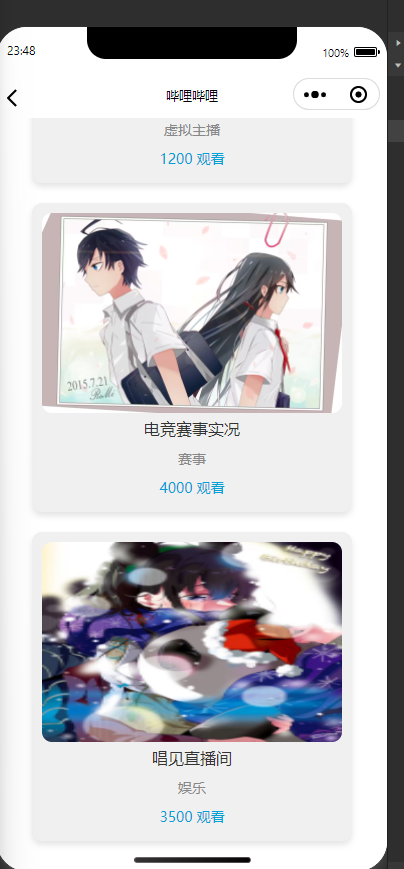 23:48
100%
哔哩哔哩
虚拟主播
1200 观看
2015.7.21
电竞赛事实况
赛事
4000 观看
Happy
Birthday
唱见直播间
娱乐
3500 观看